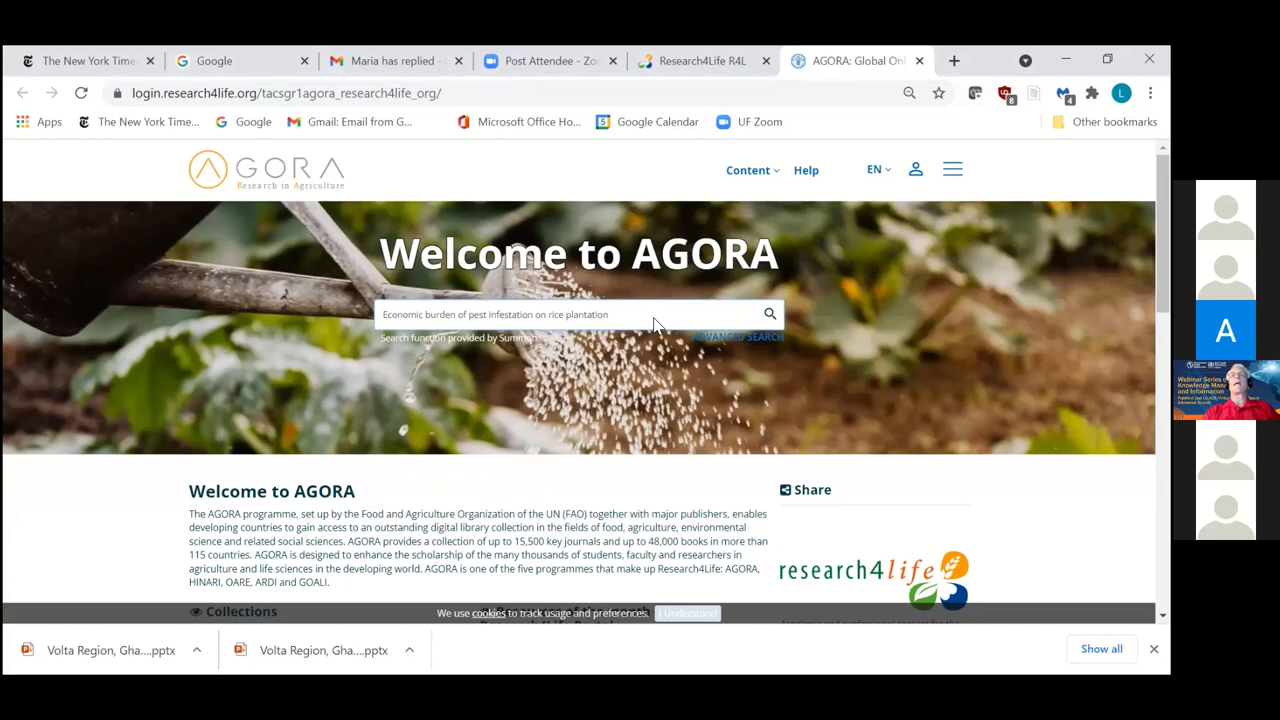 The New York Time
Google
Maria has replied -
Post Attendee - Zo
Research4Life R4L
AGORA: Global Onl
login.research4life.org/tacsgr1agora_research4life_org/
8
4
L
Apps
The New York Time...
Google
Gmail: Email from G...
Microsoft Office Ho...
Google Calendar
UF Zoom
Other bookmarks
GORA
Research in Agriculture
Content
Help
EN
Welcome to AGORA
Economic burden of pest infestation on rice plantation
Search function provided by Summon
ADVANCED SEARCH
A
Webinar Series
Knowledge Man
and Information
Welcome to AGORA
Share
The AGORA programme, set up by the Food and Agriculture Organization of the UN (FAO) together with major publishers, enables
developing countries to gain access to an outstanding digital library collection in the fields of food, agriculture, environmental
science and related social sciences. AGORA provides a collection of up to 15,500 key journals and up to 48,000 books in more than
115 countries. AGORA is designed to enhance the scholarship of the many thousands of students, faculty and researchers in
agriculture and life sciences in the developing world. AGORA is one of the five programmes that make up Research4Life: AGORA,
HINARI, OARE, ARDI and GOALI.
research4life
Collections
We use cookies to track usage and preferences.
I Understand
Volta Region, Gha....pptx
Volta Region, Gha....pptx
Show all